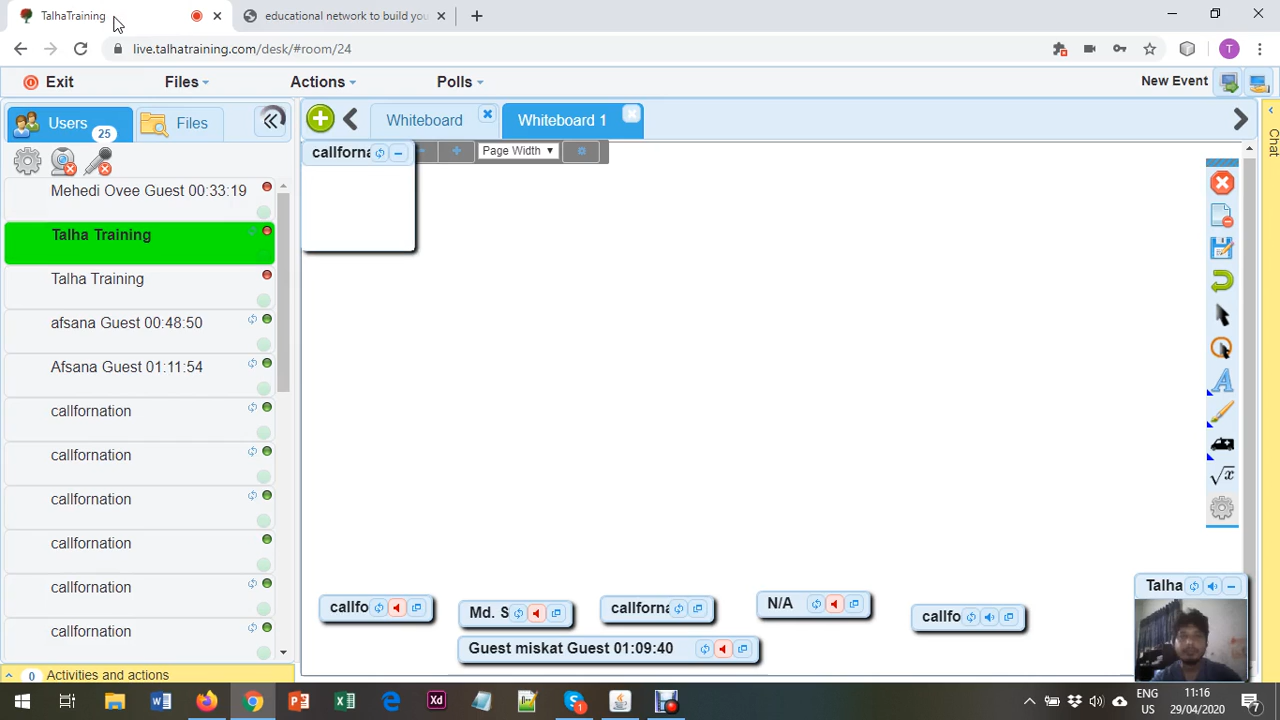 TalhaTraining
educational network to build you
live.talhatraining.com/desk/#room/24
T
Exit
Files
Actions
Polls
New Event
Users
25
Files
Whiteboard
Whiteboard 1
Chat
callforna
Page Width
Mehedi Ovee Guest 00:33:19
Talha Training
Talha Training
afsana Guest 00:48:50
Afsana Guest 01:11:54
callfornation
callfornation
callfornation
callfornation
callfornation
callfornation
A
√x
callfo
Md. S
callforna
N/A
callfo
Talha
Guest miskat Guest 01:09:40
0 Activities and actions
ENG
US
11:16
29/04/2020
7